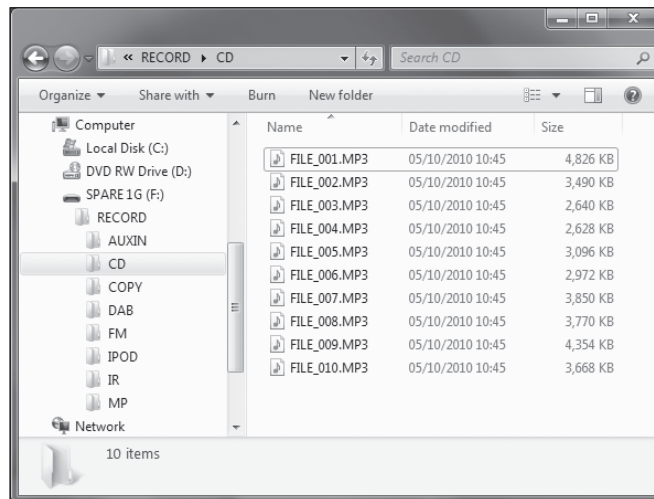 « RECORD ▸ CD
Search CD
Organize Share with Burn New folder
Computer
Local Disk (C:)
DVD RW Drive (D:)
SPARE 1G (F:)
RECORD
AUXIN
CD
COPY
DAB
FM
IPOD
IR
MP
Network
Name Date modified Size
FILE_001.MP3 05/10/2010 10:45 4,826 KB
FILE_002.MP3 05/10/2010 10:45 3,490 KB
FILE_003.MP3 05/10/2010 10:45 2,640 KB
FILE_004.MP3 05/10/2010 10:45 2,628 KB
FILE_005.MP3 05/10/2010 10:45 3,096 KB
FILE_006.MP3 05/10/2010 10:45 2,972 KB
FILE_007.MP3 05/10/2010 10:45 3,850 KB
FILE_008.MP3 05/10/2010 10:45 3,770 KB
FILE_009.MP3 05/10/2010 10:45 4,354 KB
FILE_010.MP3 05/10/2010 10:45 3,668 KB
10 items